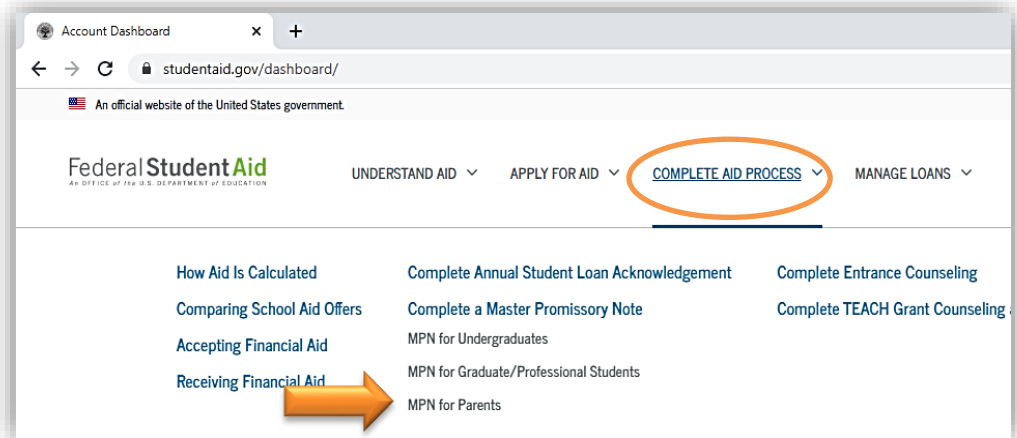 Account Dashboard
studentaid.gov/dashboard/
An official website of the United States government.
Federal Student Aid
An OFFICE of the U.S. DEPARTMENT of EDUCATION
UNDERSTAND AID
APPLY FOR AID
COMPLETE AID PROCESS
MANAGE LOANS
How Aid Is Calculated
Comparing School Aid Offers
Accepting Financial Aid
Receiving Financial Aid
Complete Annual Student Loan Acknowledgement
Complete a Master Promissory Note
MPN for Undergraduates
MPN for Graduate/Professional Students
MPN for Parents
Complete Entrance Counseling
Complete TEACH Grant Counseling